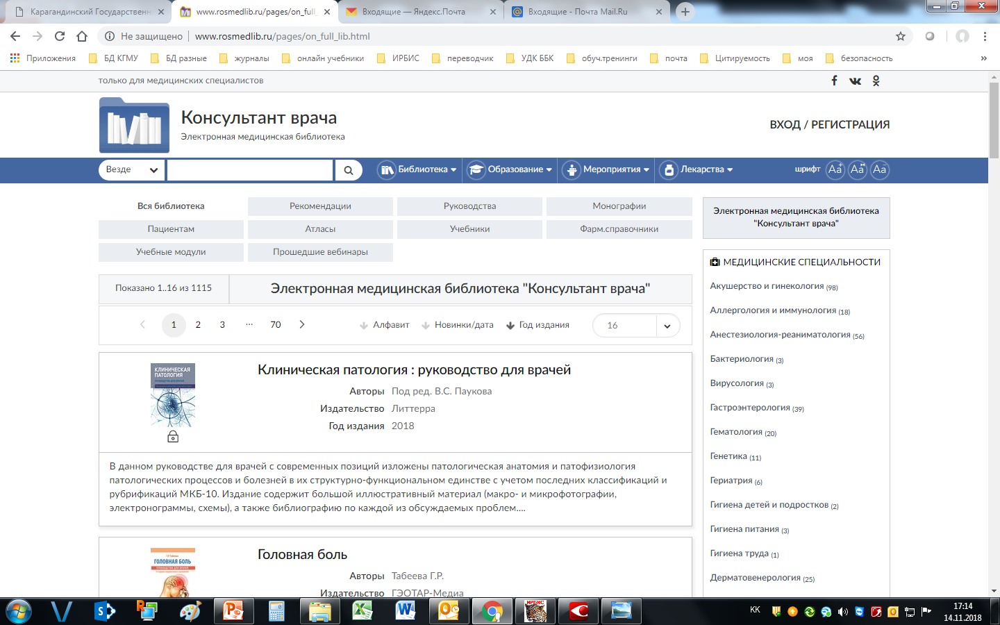 Карагандинский Государственн
www.rosmedlib.ru/pages/on_full_
Входящие — Яндекс.Почта
Входящие - Почта Mail.Ru
Не защищено
www.rosmedlib.ru/pages/on_full_lib.html
Приложения
БД КГМУ
БД разные
журналы
онлайн учебники
ИРБИС
переводчик
УДК ББК
обуч.тренинги
почта
Цитируемость
моя
безопасность
только для медицинских специалистов
Консультант врача
Электронная медицинская библиотека
ВХОД / РЕГИСТРАЦИЯ
Везде
Библиотека
Образование
Мероприятия
Лекарства
шрифт Aa+ Aa Aa-
Вся библиотека
Рекомендации
Руководства
Монографии
Пациентам
Атласы
Учебники
Фарм.справочники
Учебные модули
Прошедшие вебинары
Показано 1..16 из 1115
Электронная медицинская библиотека "Консультант врача"
1 2 3 ... 70
Алфавит
Новинки/дата
Год издания
16
КЛИНИЧЕСКАЯ
ПАТОЛОГИЯ
Клиническая патология : руководство для врачей
Авторы Под ред. В.С. Паукова
Издательство Литтерра
Год издания 2018
В данном руководстве для врачей с современных позиций изложены патологическая анатомия и патофизиология
патологических процессов и болезней в их структурно-функциональном единстве с учетом последних классификаций и
рубрификаций МКБ-10. Издание содержит большой иллюстративный материал (макро- и микрофотографии,
электронограммы, схемы), а также библиографию по каждой из обсуждаемых проблем....
ГОЛОВНАЯ БОЛЬ
Головная боль
Авторы Табеева Г.Р.
Издательство ГЭОТАР-Медиа
Электронная медицинская библиотека
"Консультант врача"
МЕДИЦИНСКИЕ СПЕЦИАЛЬНОСТИ
Акушерство и гинекология (98)
Аллергология и иммунология (18)
Анестезиология-реаниматология (56)
Бактериология (3)
Вирусология (3)
Гастроэнтерология (39)
Гематология (20)
Генетика (11)
Гериатрия (6)
Гигиена детей и подростков (2)
Гигиена питания (3)
Гигиена труда (1)
Дерматовенерология (25)
KK
17:14
14.11.2018